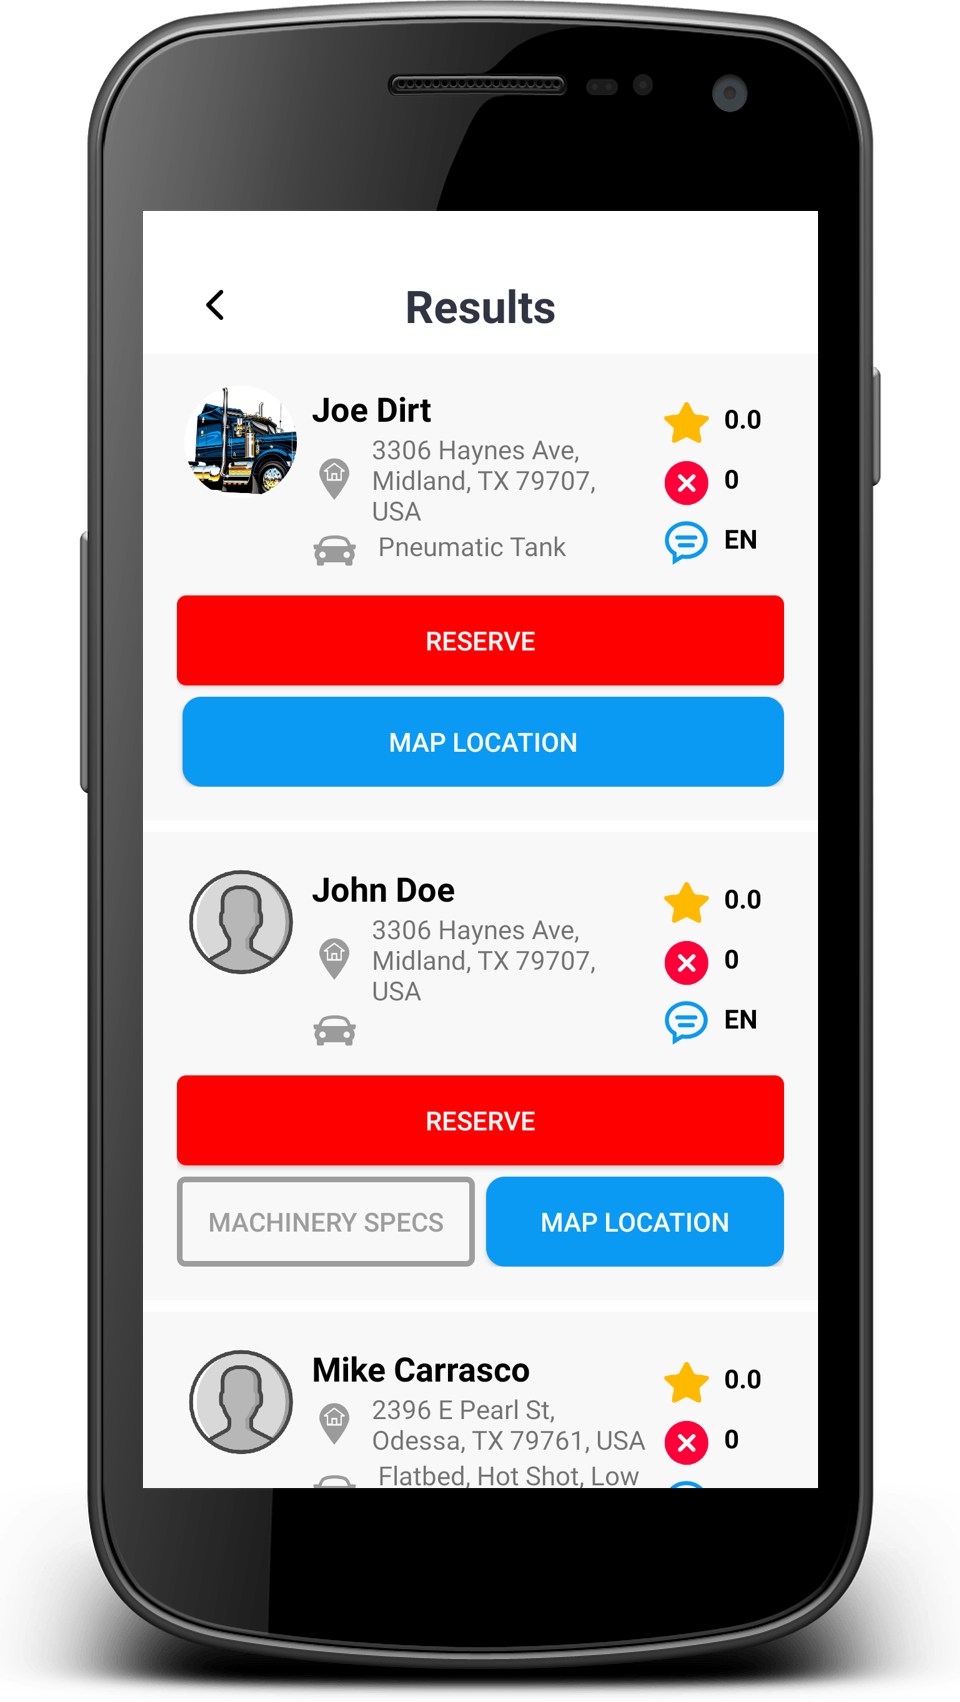 Results
Joe Dirt
0.0
3306 Haynes Ave,
Midland, TX 79707,
USA
0
Pneumatic Tank
EN
RESERVE
MAP LOCATION
John Doe
0.0
3306 Haynes Ave,
Midland, TX 79707,
USA
0
EN
RESERVE
MACHINERY SPECS
MAP LOCATION
Mike Carrasco
0.0
2396 E Pearl St,
Odessa, TX 79761, USA
0
Flatbed, Hot Shot, Low